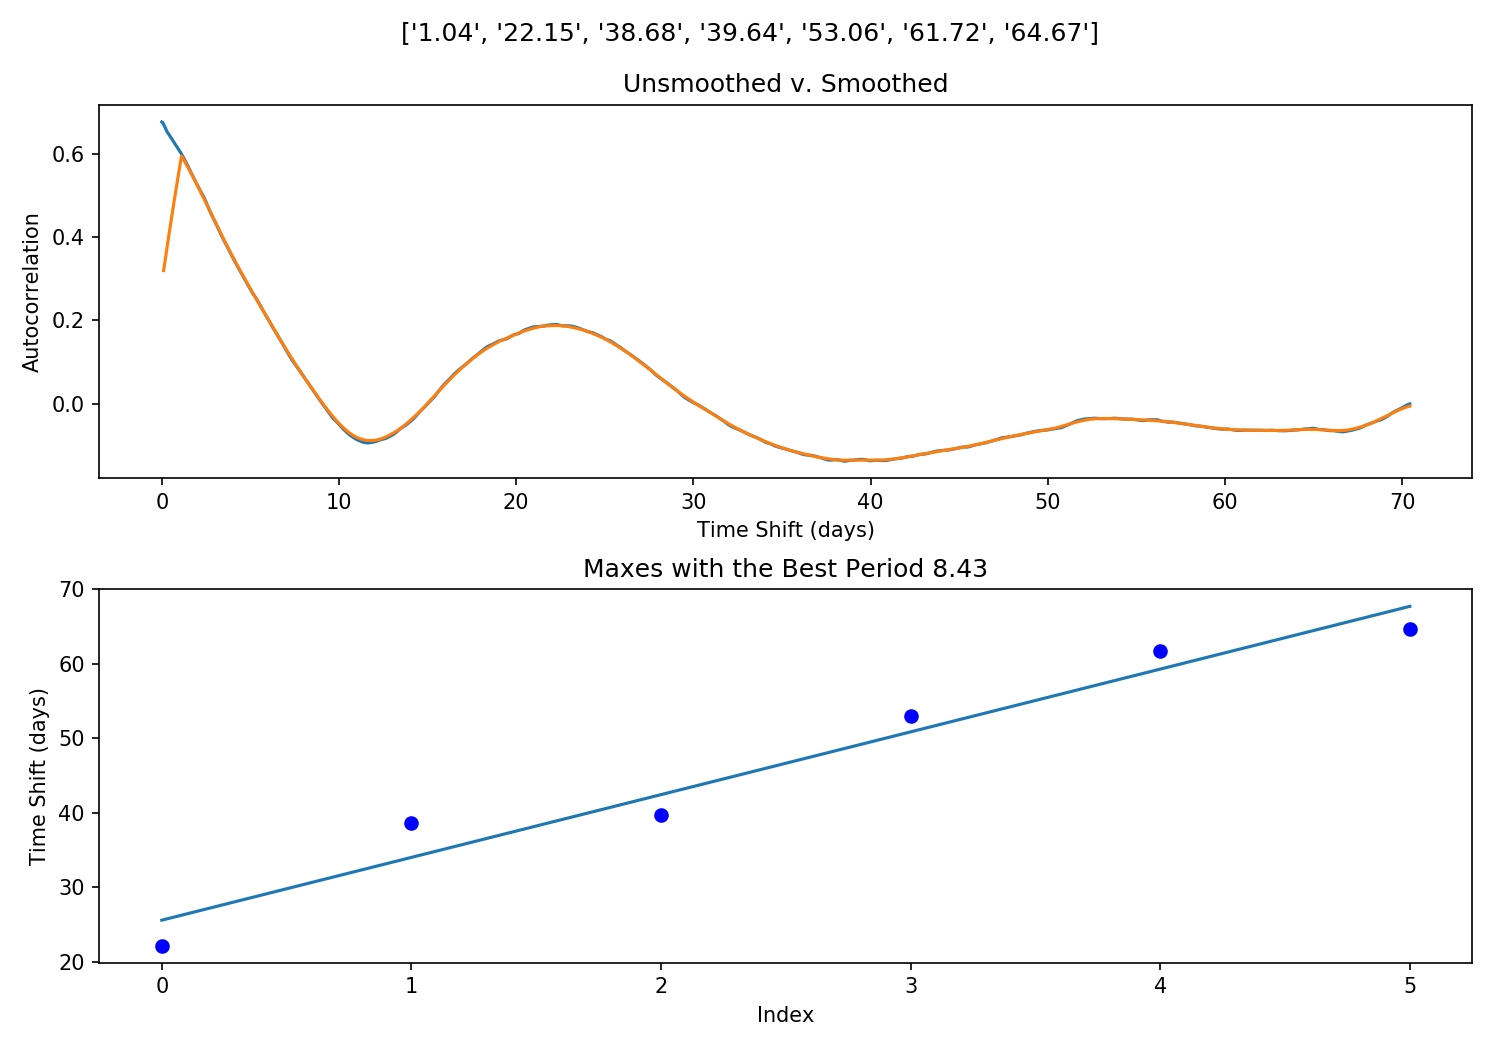 ['1.04', '22.15', '38.68', '39.64', '53.06', '61.72', '64.67']
Unsmoothed v. Smoothed
Autocorrelation
0.6
0.4
0.2
0.0
0 10 20 30 40 50 60 70
Time Shift (days)
Maxes with the Best Period 8.43
Time Shift (days)
70
60
50
40
30
20
0 1 2 3 4 5
Index